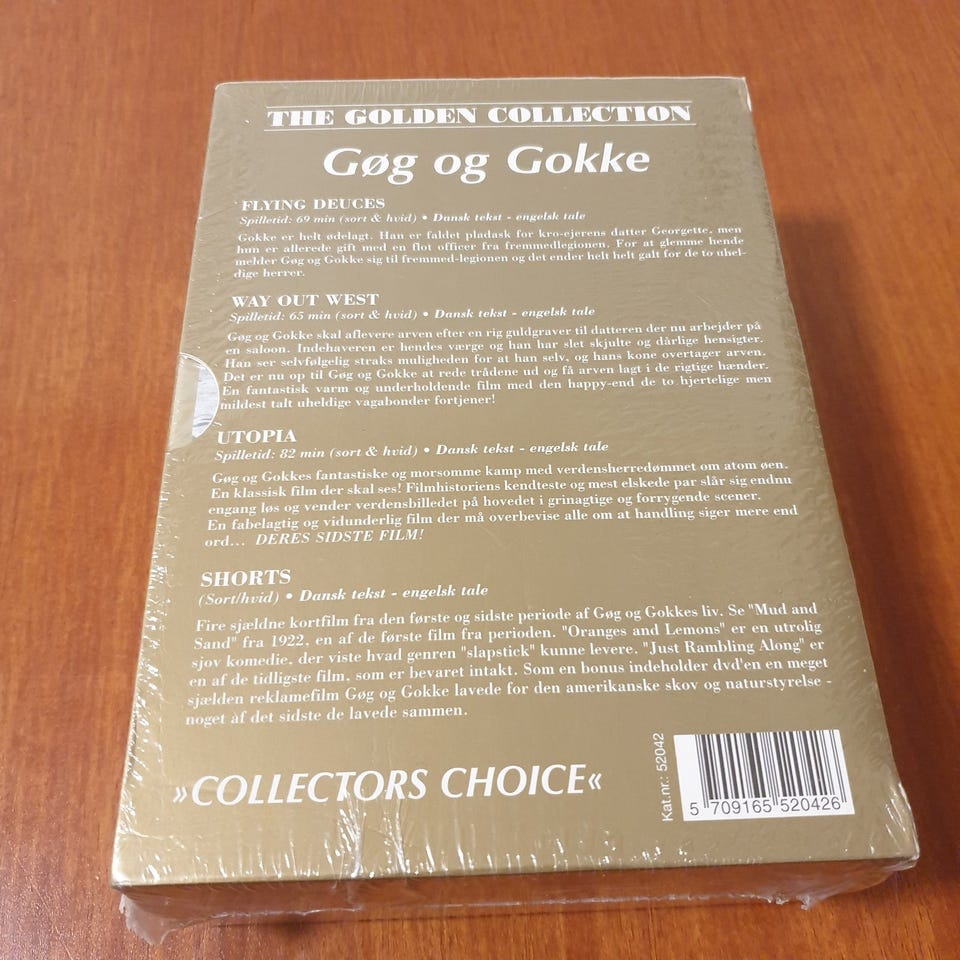 THE GOLDEN COLLECTION
Gøg og Gokke
FLYING DEUCES
Spilletid: 69 min (sort & hvid) • Dansk tekst - engelsk tale
Gokke er helt ødelagt. Han er faldet pladask for kro-ejerens datter Georgette, men
hun er allerede gift med en flot officer fra fremmedlegionen. For at glemme hende
melder Gøg og Gokke sig til fremmed-legionen og det ender helt helt galt for de to uhel-
dige herrer.
WAY OUT WEST
Spilletid: 65 min (sort & hvid) • Dansk tekst - engelsk tale
Gøg og Gokke skal aflevere arven efter en rig guldgraver til datteren der nu arbejder på
en saloon. Indehaveren er hendes værge og han har slet skjulte og dårlige hensigter.
Han ser selvfølgelig straks muligheden for at han selv, og hans kone overtager arven.
Det er nu op til Gøg og Gokke at rede trådene ud og få arven lagt i de rigtige hænder.
En fantastisk varm og underholdende film med den happy-end de to hjertelige men
mildest talt uheldige vagabonder fortjener!
UTOPIA
Spilletid: 82 min (sort & hvid) • Dansk tekst - engelsk tale
Gøg og Gokkes fantastiske og morsomme kamp med verdensherredømmet om atom øen.
En klassisk film der skal ses! Filmhistoriens kendteste og mest elskede par slår sig endnu
engang løs og vender verdensbilledet på hovedet i grinagtige og forrygende scener.
En fabelagtig og vidunderlig film der må overbevise alle om at handling siger mere end
ord... DERES SIDSTE FILM!
SHORTS
(Sort/hvid) • Dansk tekst - engelsk tale
Fire sjældne kortfilm fra den første og sidste periode af Gøg og Gokkes liv. Se "Mud and
Sand" fra 1922, en af de første film fra perioden. "Oranges and Lemons" er en utrolig
sjov komedie, der viste hvad genren "slapstick" kunne levere. "Just Rambling Along" er
en af de tidligste film, som er bevaret intakt. Som en bonus indeholder dvd'en en meget
sjælden reklamefilm Gøg og Gokke lavede for den amerikanske skov og naturstyrelse -
noget af det sidste de lavede sammen.
»COLLECTORS CHOICE«
Kat.nr.: 52042
5 709165 520426